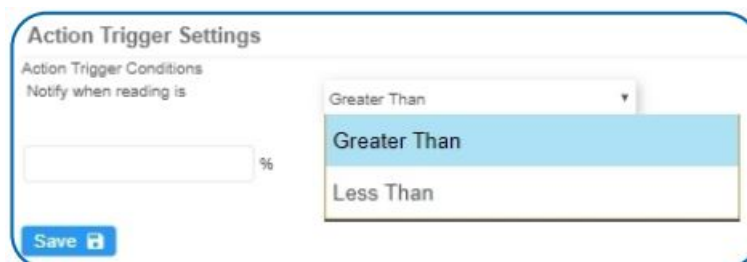 Action Trigger Settings
Action Trigger Conditions
Notify when reading is
Greater Than
Greater Than
Less Than
%
Save